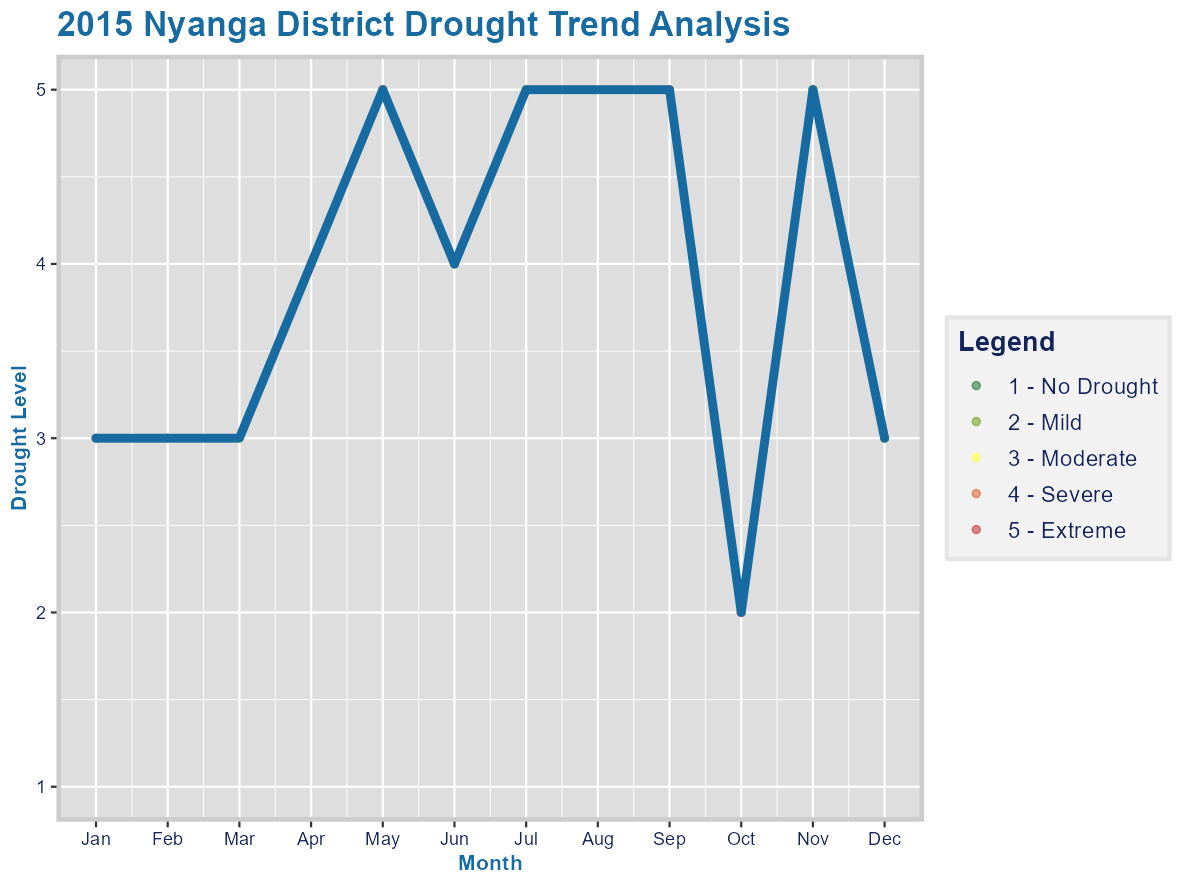 2015 Nyanga District Drought Trend Analysis
Drought Level
5
4
3
2
1
Jan Feb Mar Apr May Jun Jul Aug Sep Oct Nov Dec
Month
Legend
1 - No Drought
2 - Mild
3 - Moderate
4 - Severe
5 - Extreme